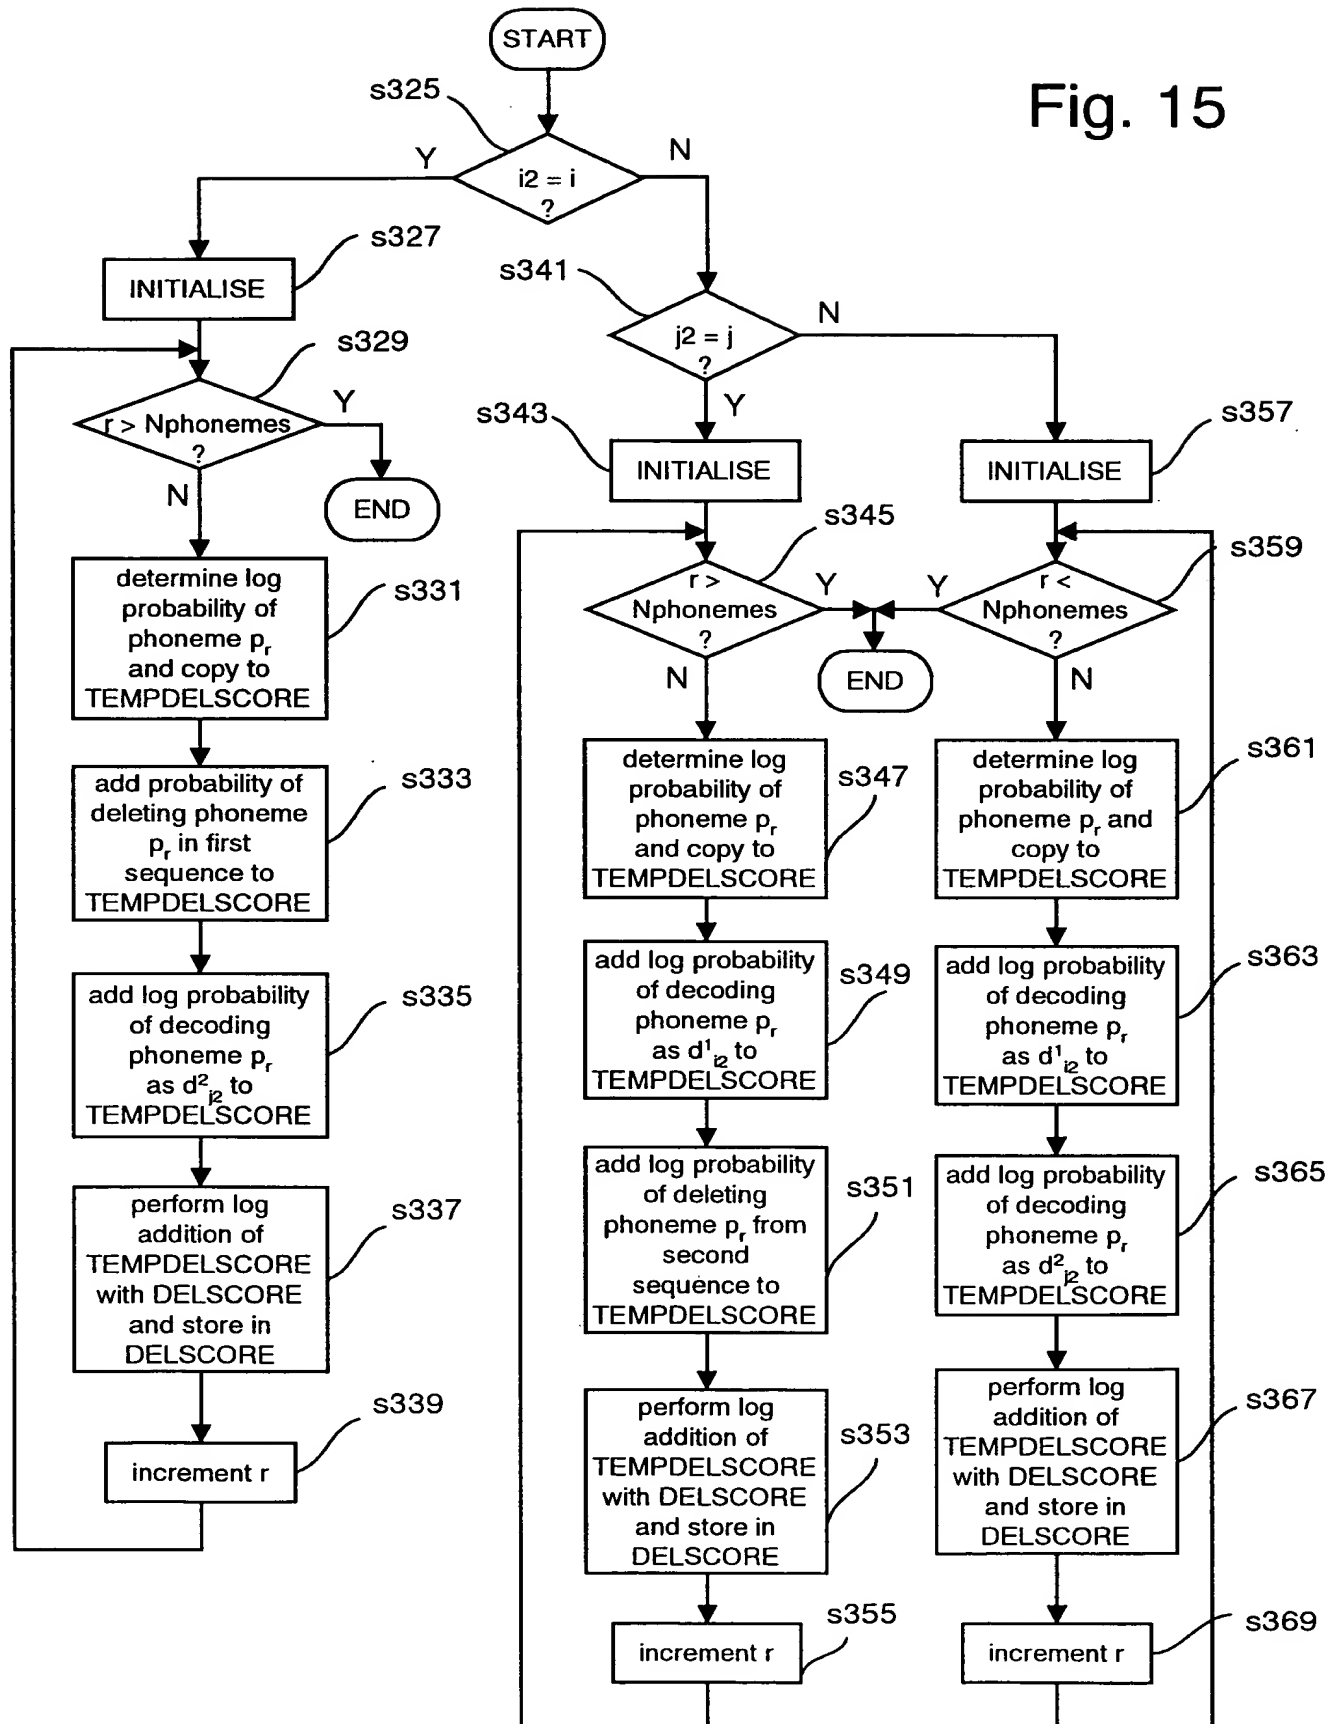 START
Fig. 15
s325
Y
N
i2 = i
?
s327
INITIALISE
s341
j2 = j
?
N
Y
s329
r > Nphonemes
?
Y
N
END
s343
INITIALISE
s357
INITIALISE
s331
determine log
probability of
phoneme pr
and copy to
TEMPDELSCORE
s345
r >
Nphonemes
?
Y
N
END
s359
r <
Nphonemes
?
Y
N
s333
add probability of
deleting phoneme
pr in first
sequence to
TEMPDELSCORE
s347
determine log
probability of
phoneme pr
and copy to
TEMPDELSCORE
s361
determine log
probability of
phoneme pr and
copy to
TEMPDELSCORE
s335
add log probability
of decoding
phoneme pr
as d2j2 to
TEMPDELSCORE
s349
add log probability
of decoding
phoneme pr
as d1i2 to
TEMPDELSCORE
s363
add log probability
of decoding
phoneme pr
as d1i2 to
TEMPDELSCORE
s337
perform log
addition of
TEMPDELSCORE
with DELSCORE
and store in
DELSCORE
s351
add log probability
of deleting
phoneme pr from
second
sequence to
TEMPDELSCORE
s365
add log probability
of decoding
phoneme pr
as d2j2 to
TEMPDELSCORE
s339
increment r
s353
perform log
addition of
TEMPDELSCORE
with DELSCORE
and store in
DELSCORE
s367
perform log
addition of
TEMPDELSCORE
with DELSCORE
and store in
DELSCORE
s355
increment r
s369
increment r